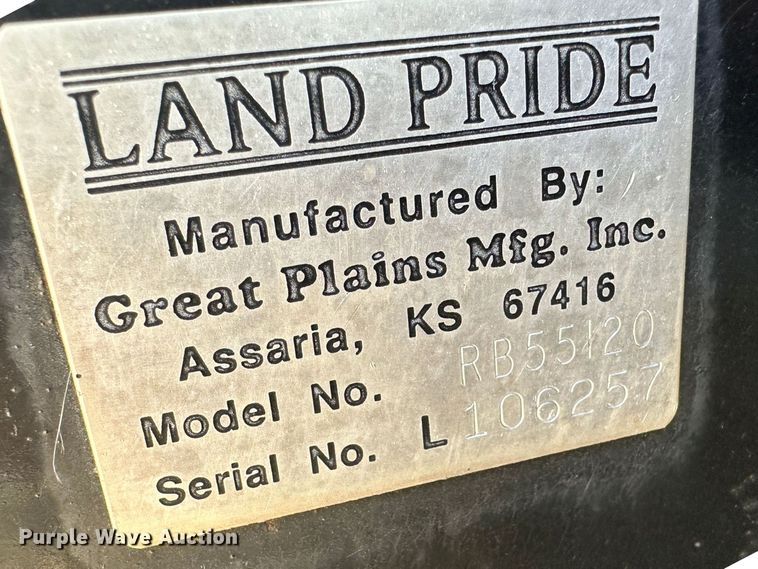 LAND PRIDE
Manufactured By:
Great Plains Mfg. Inc.
Assaria, KS 67416
Model No. RB55120
Serial No. L 106257
Purple Wave Auction